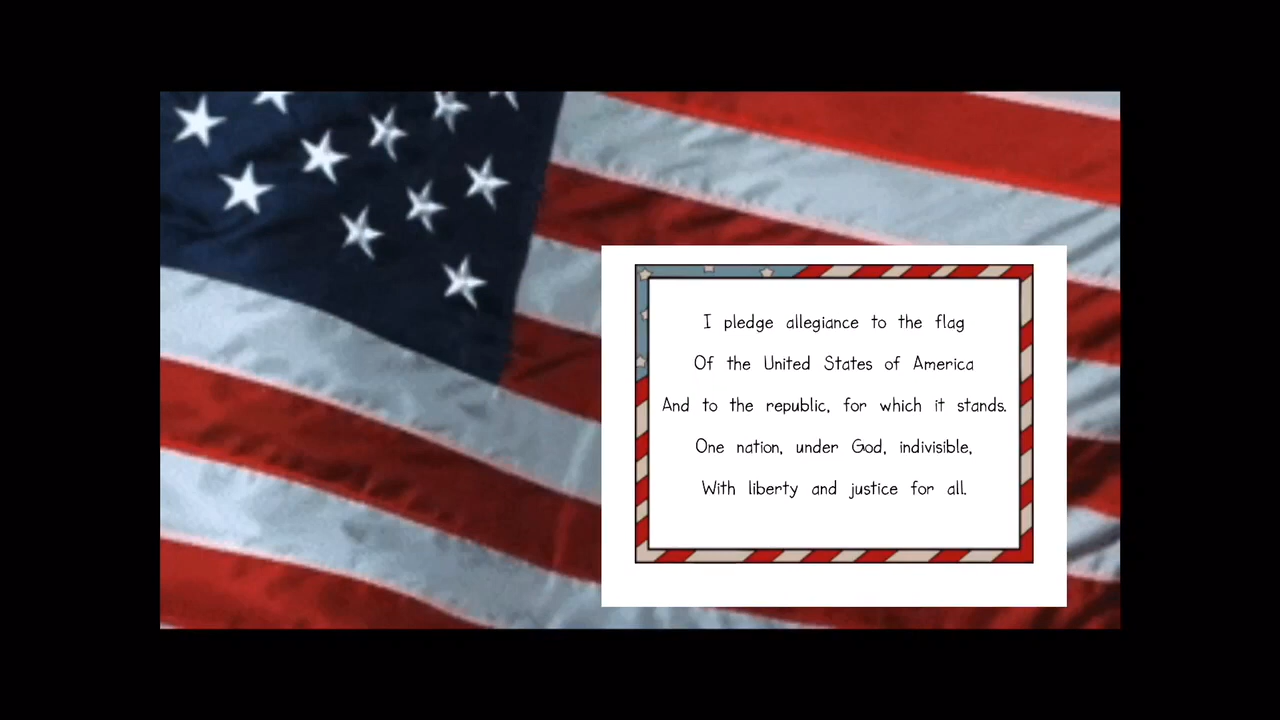 I pledge allegiance to the flag
Of the United States of America
And to the republic, for which it stands.
One nation, under God, indivisible,
With liberty and justice for all.